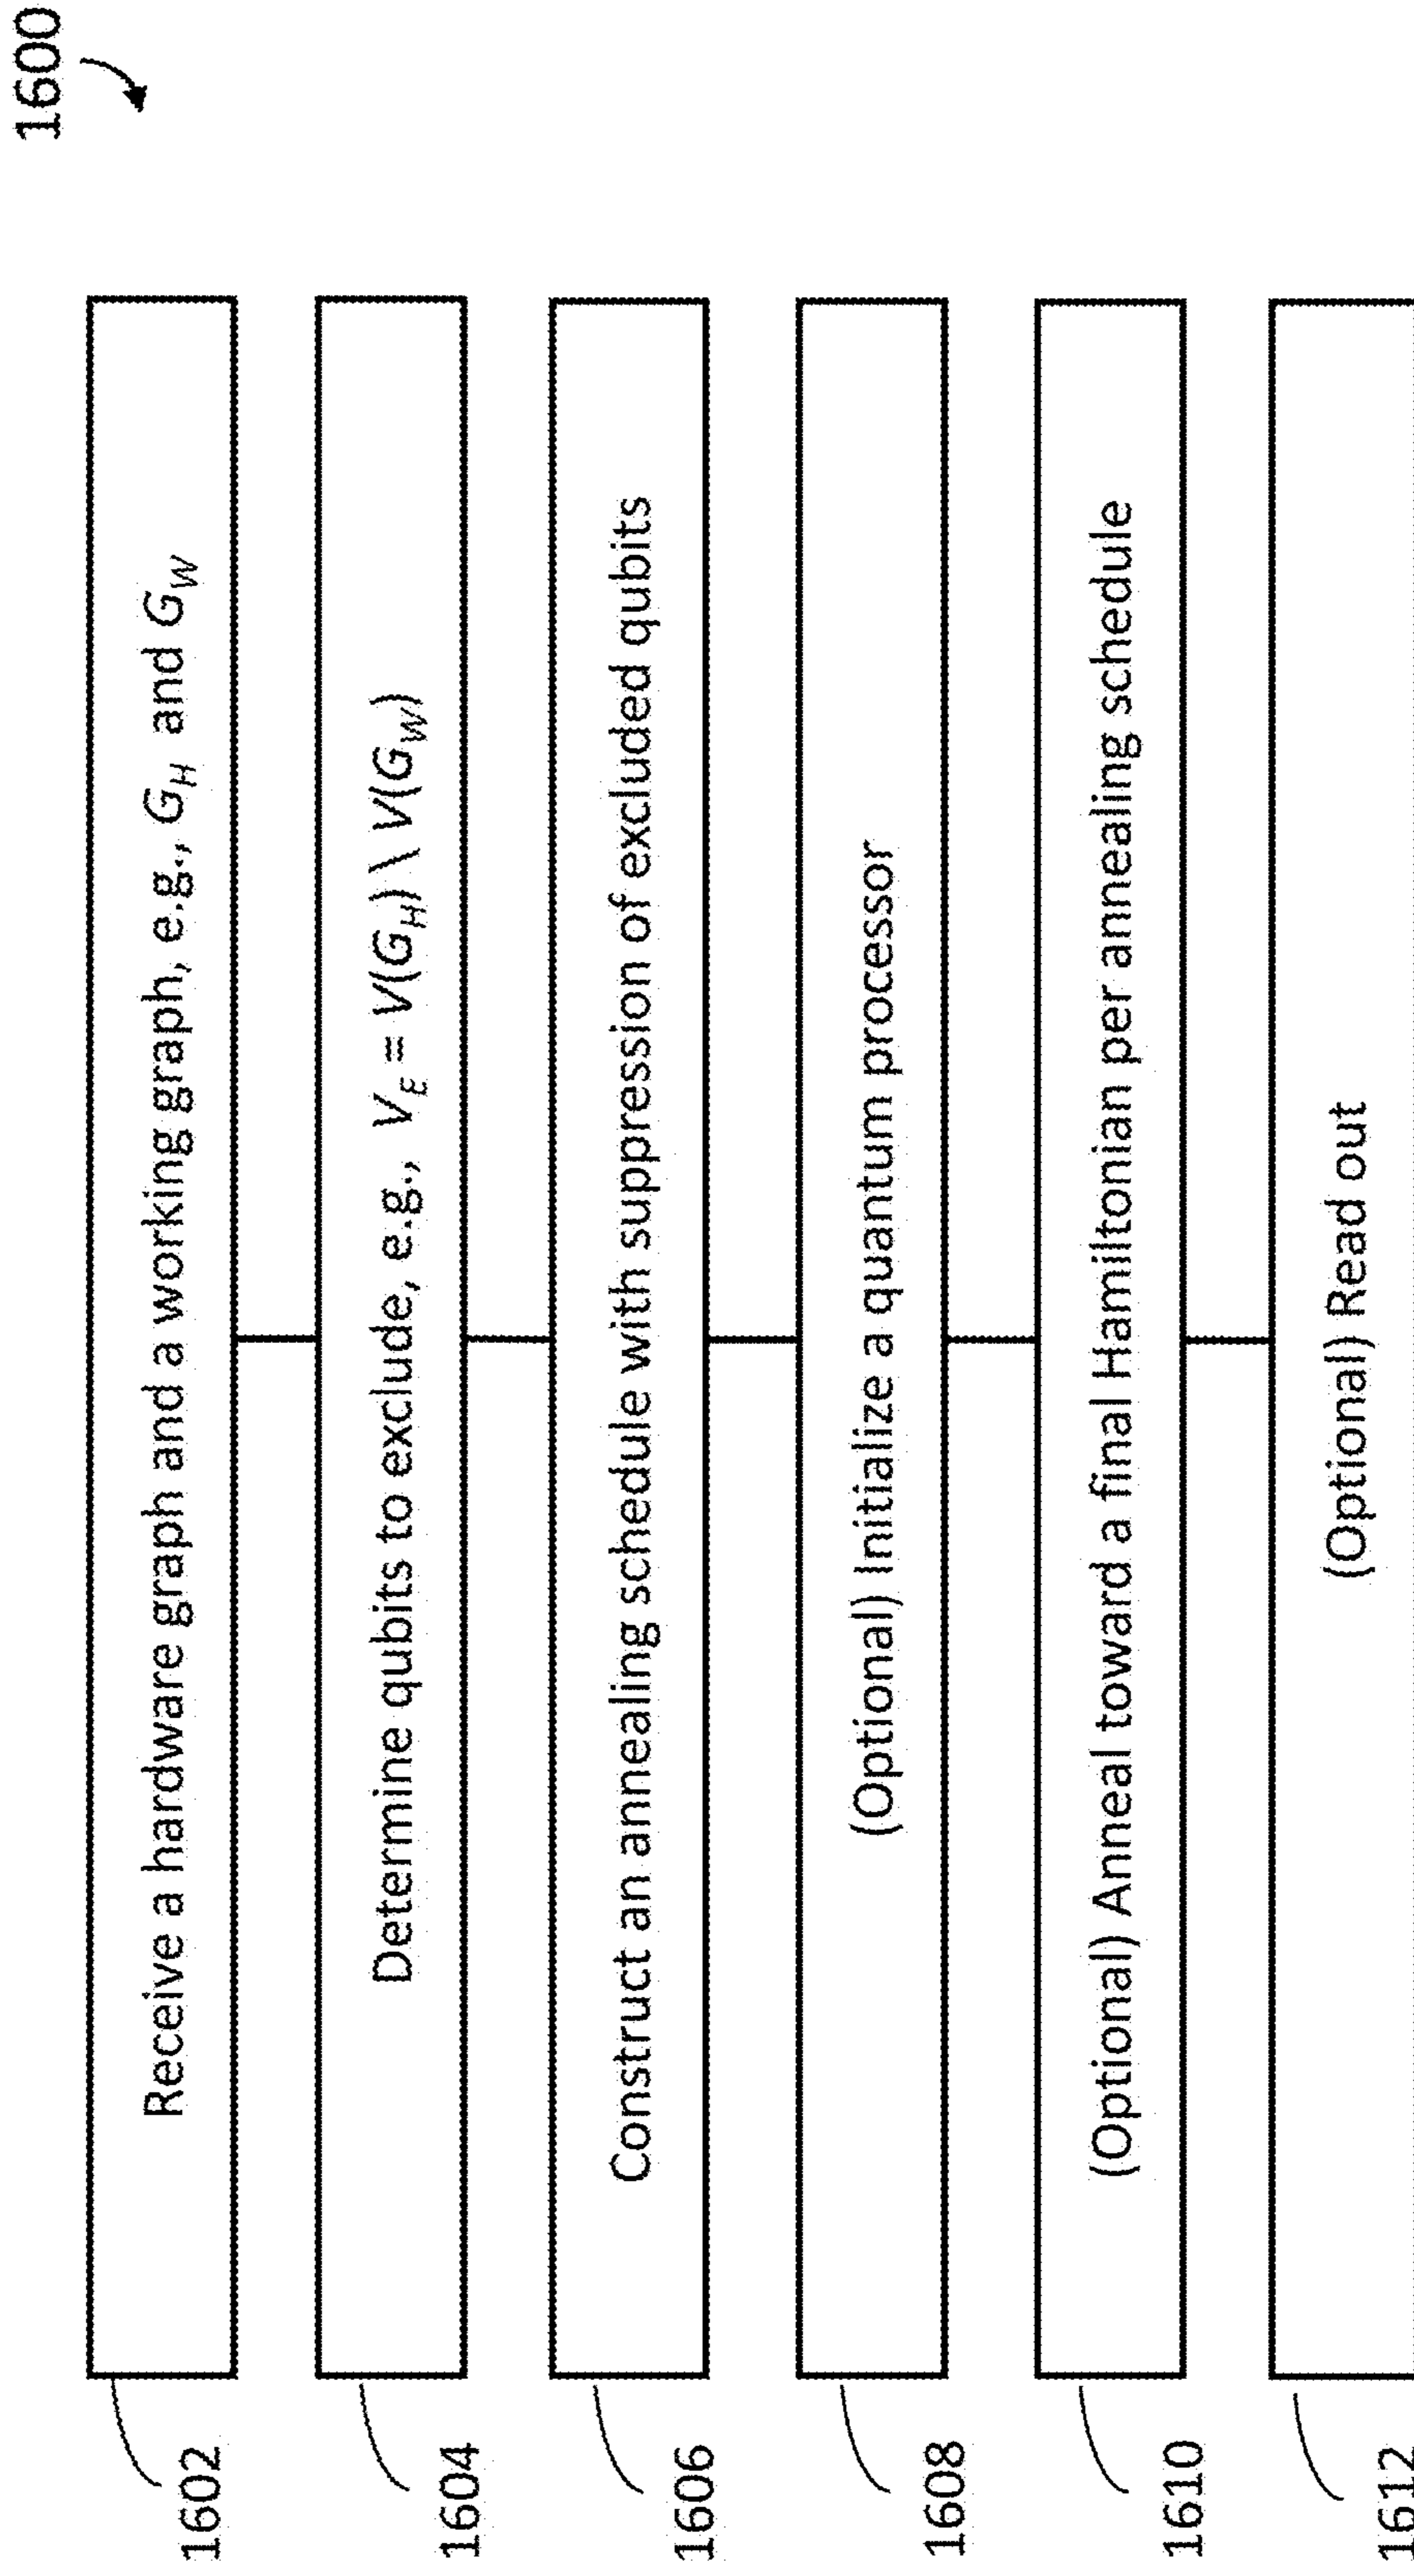 1600
1602
Receive a hardware graph and a working graph, e.g., G_H and G_W
1604
Determine qubits to exclude, e.g., V_E = V(G_H) \ V(G_W)
1606
Construct an annealing schedule with suppression of excluded qubits
1608
(Optional) Initialize a quantum processor
1610
(Optional) Anneal toward a final Hamiltonian per annealing schedule
1612
(Optional) Read out